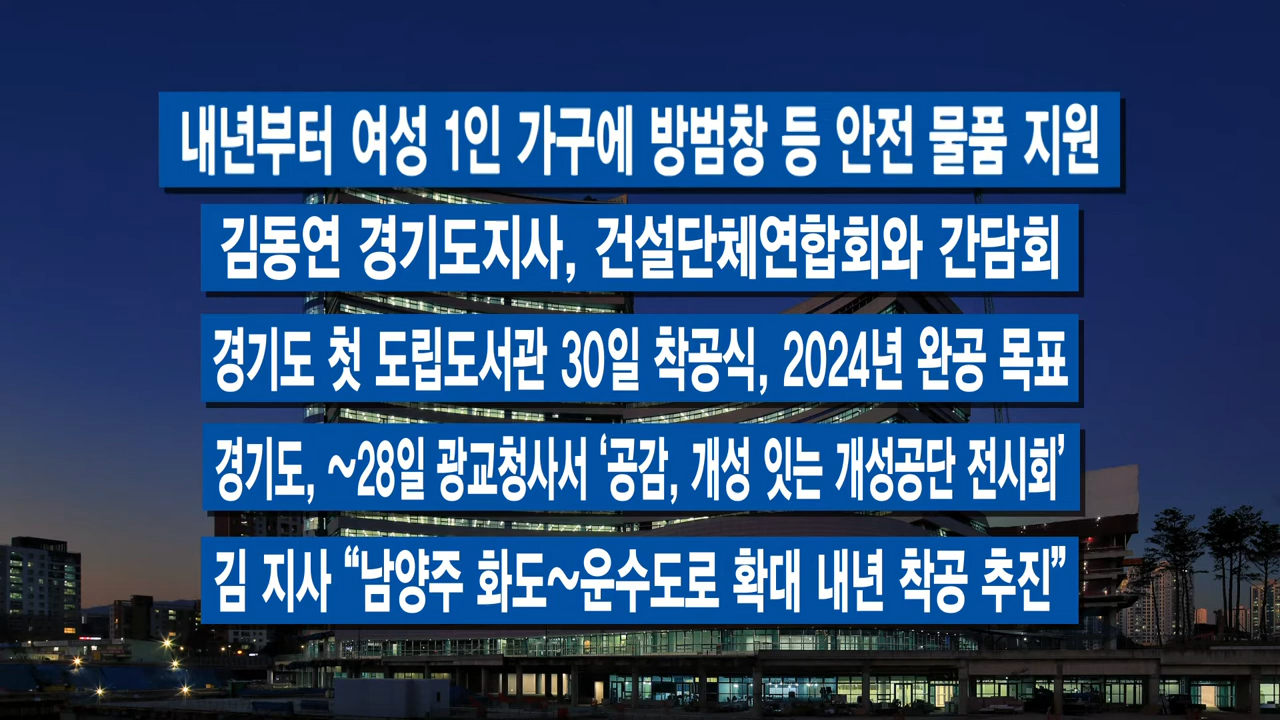 내년부터 여성 1인 가구에 방범창 등 안전 물품 지원
김동연 경기도지사, 건설단체연합회와 간담회
경기도 첫 도립도서관 30일 착공식, 2024년 완공 목표
경기도, ~28일 광교청사서 ‘공감, 개성 잇는 개성공단 전시회’
김 지사 “남양주 화도~운수도로 확대 내년 착공 추진”